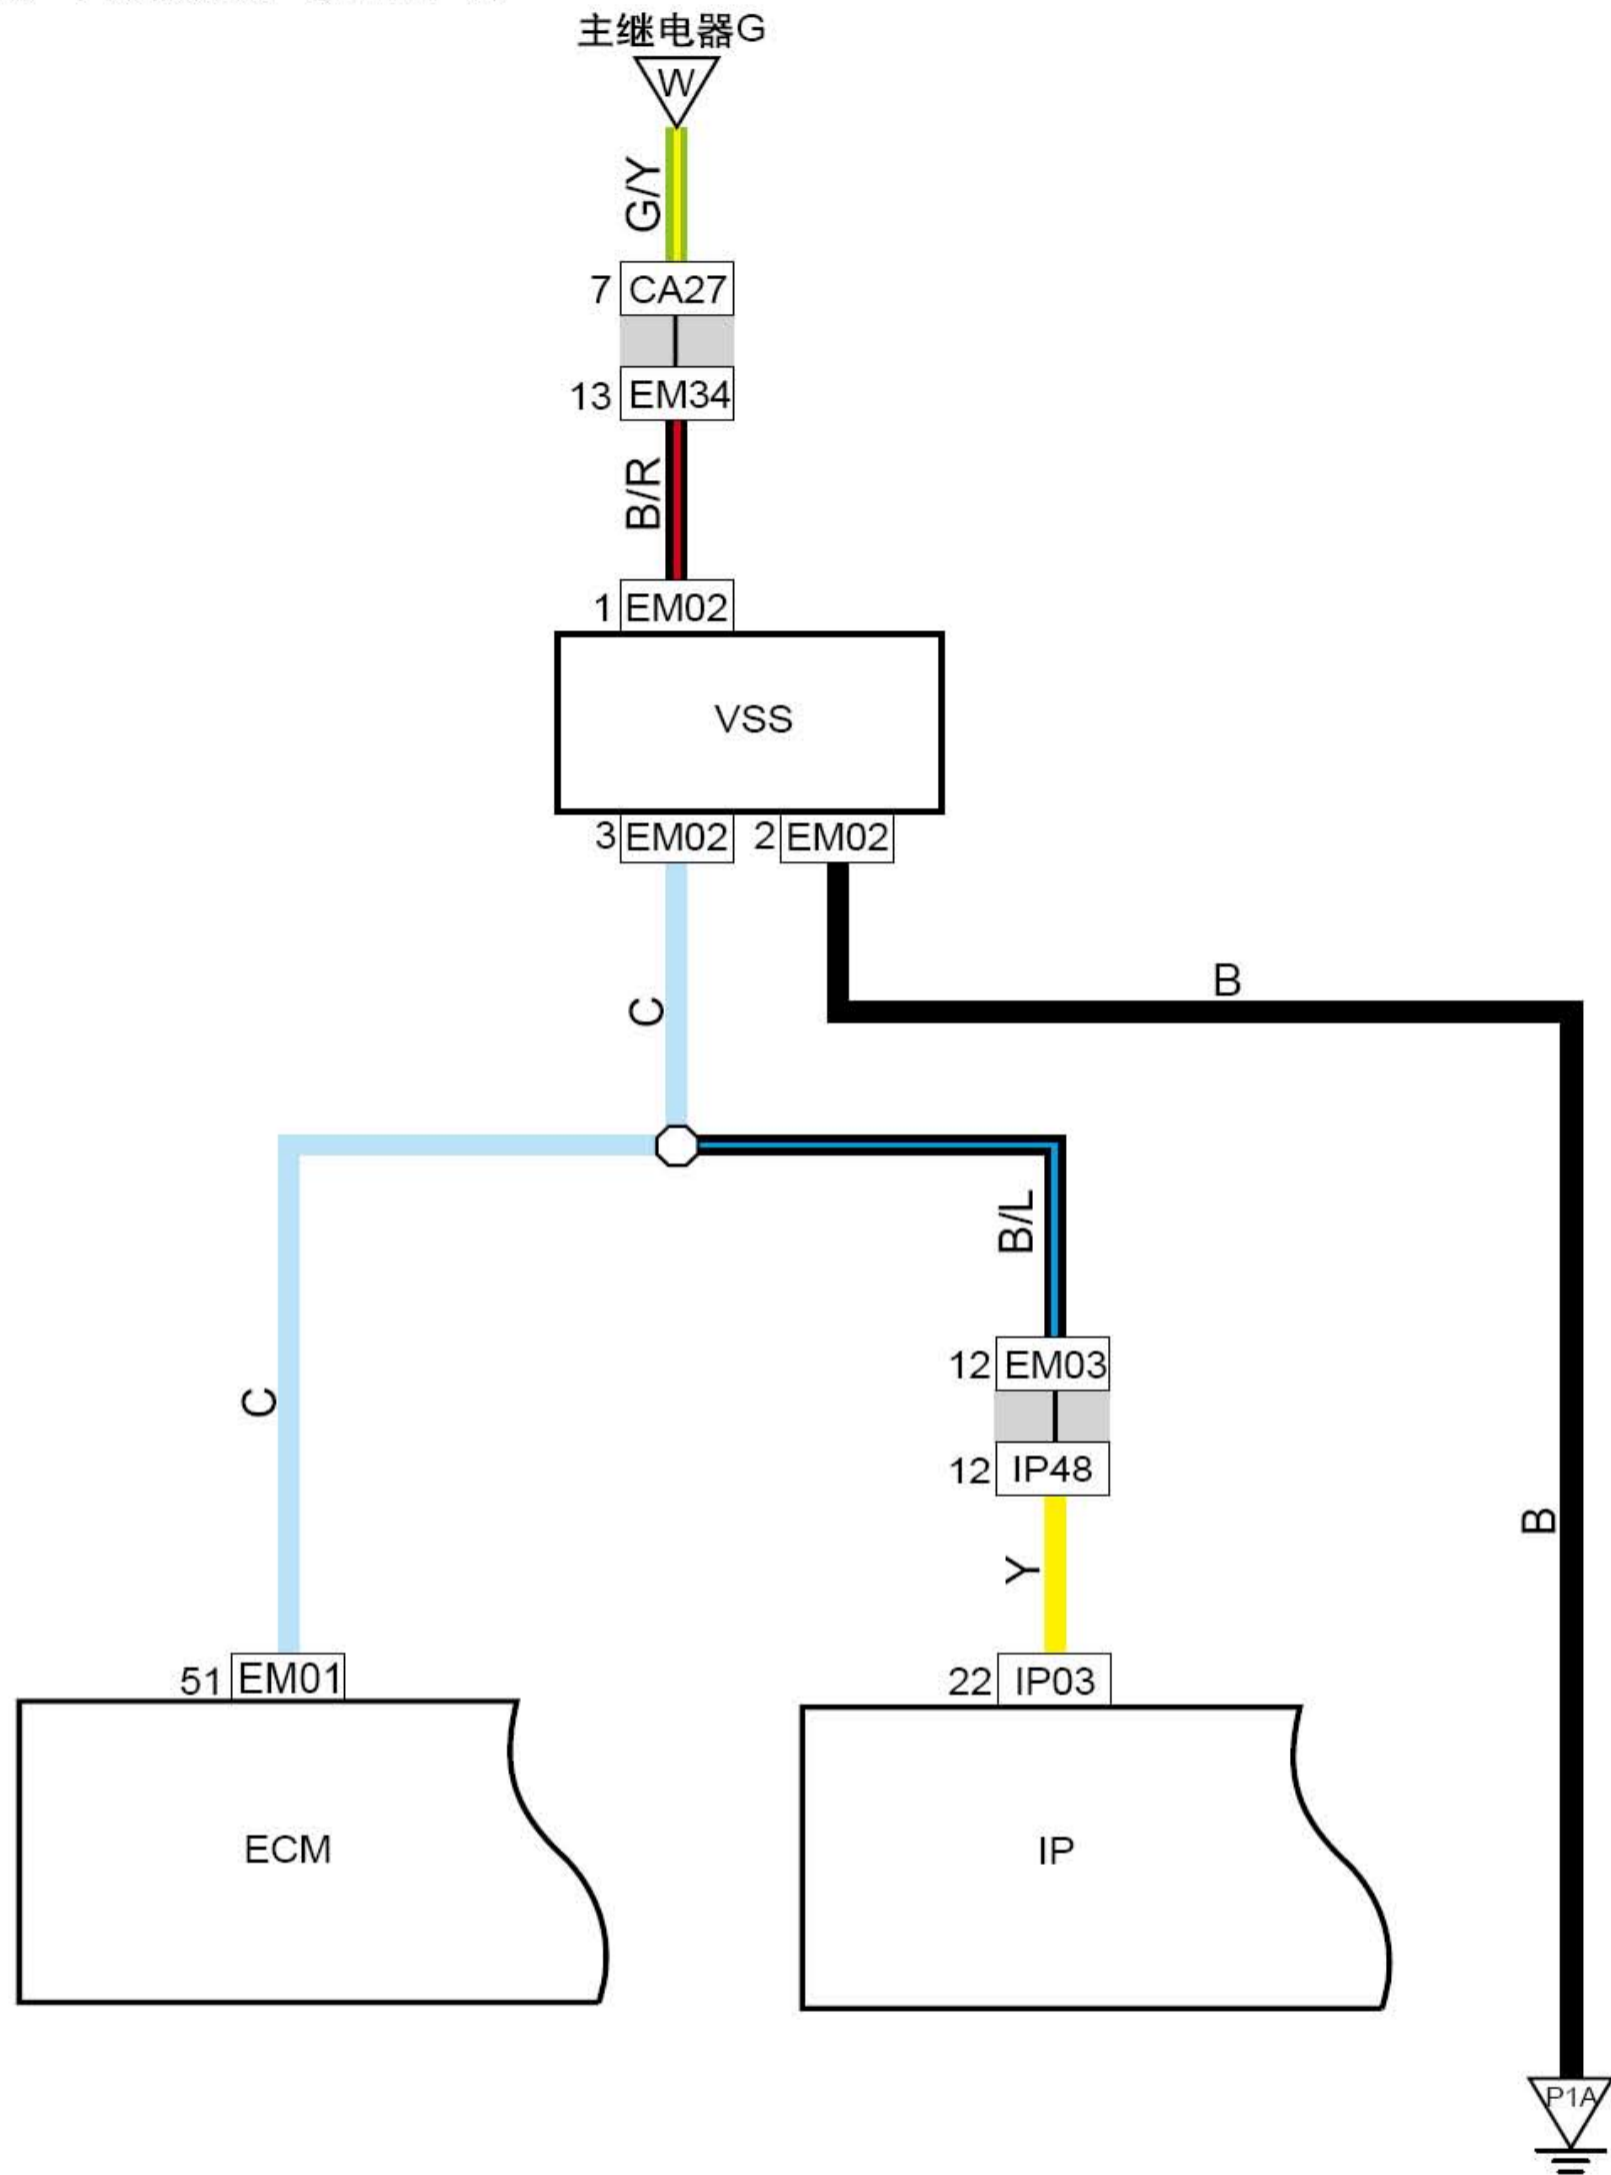 主继电器G
W
G/Y
7 CA27
13 EM34
B/R
1 EM02
VSS
3 EM02 2 EM02
B
C
B/L
12 EM03
C
12 IP48
B
Y
51 EM01
22 IP03
ECM
IP
P1A